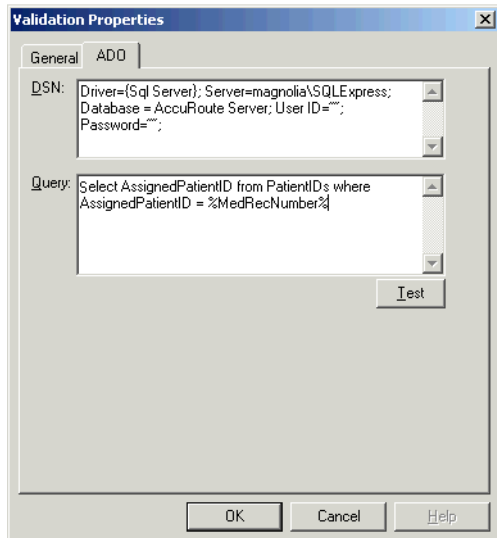 Validation Properties
General ADO
DSN: Driver={Sql Server}; Server=magnolia\SQLExpress;
Database = AccuRoute Server; User ID="";
Password="";
Query: Select AssignedPatientID from PatientIDs where
AssignedPatientID = %MedRecNumber%
Test
OK Cancel Help